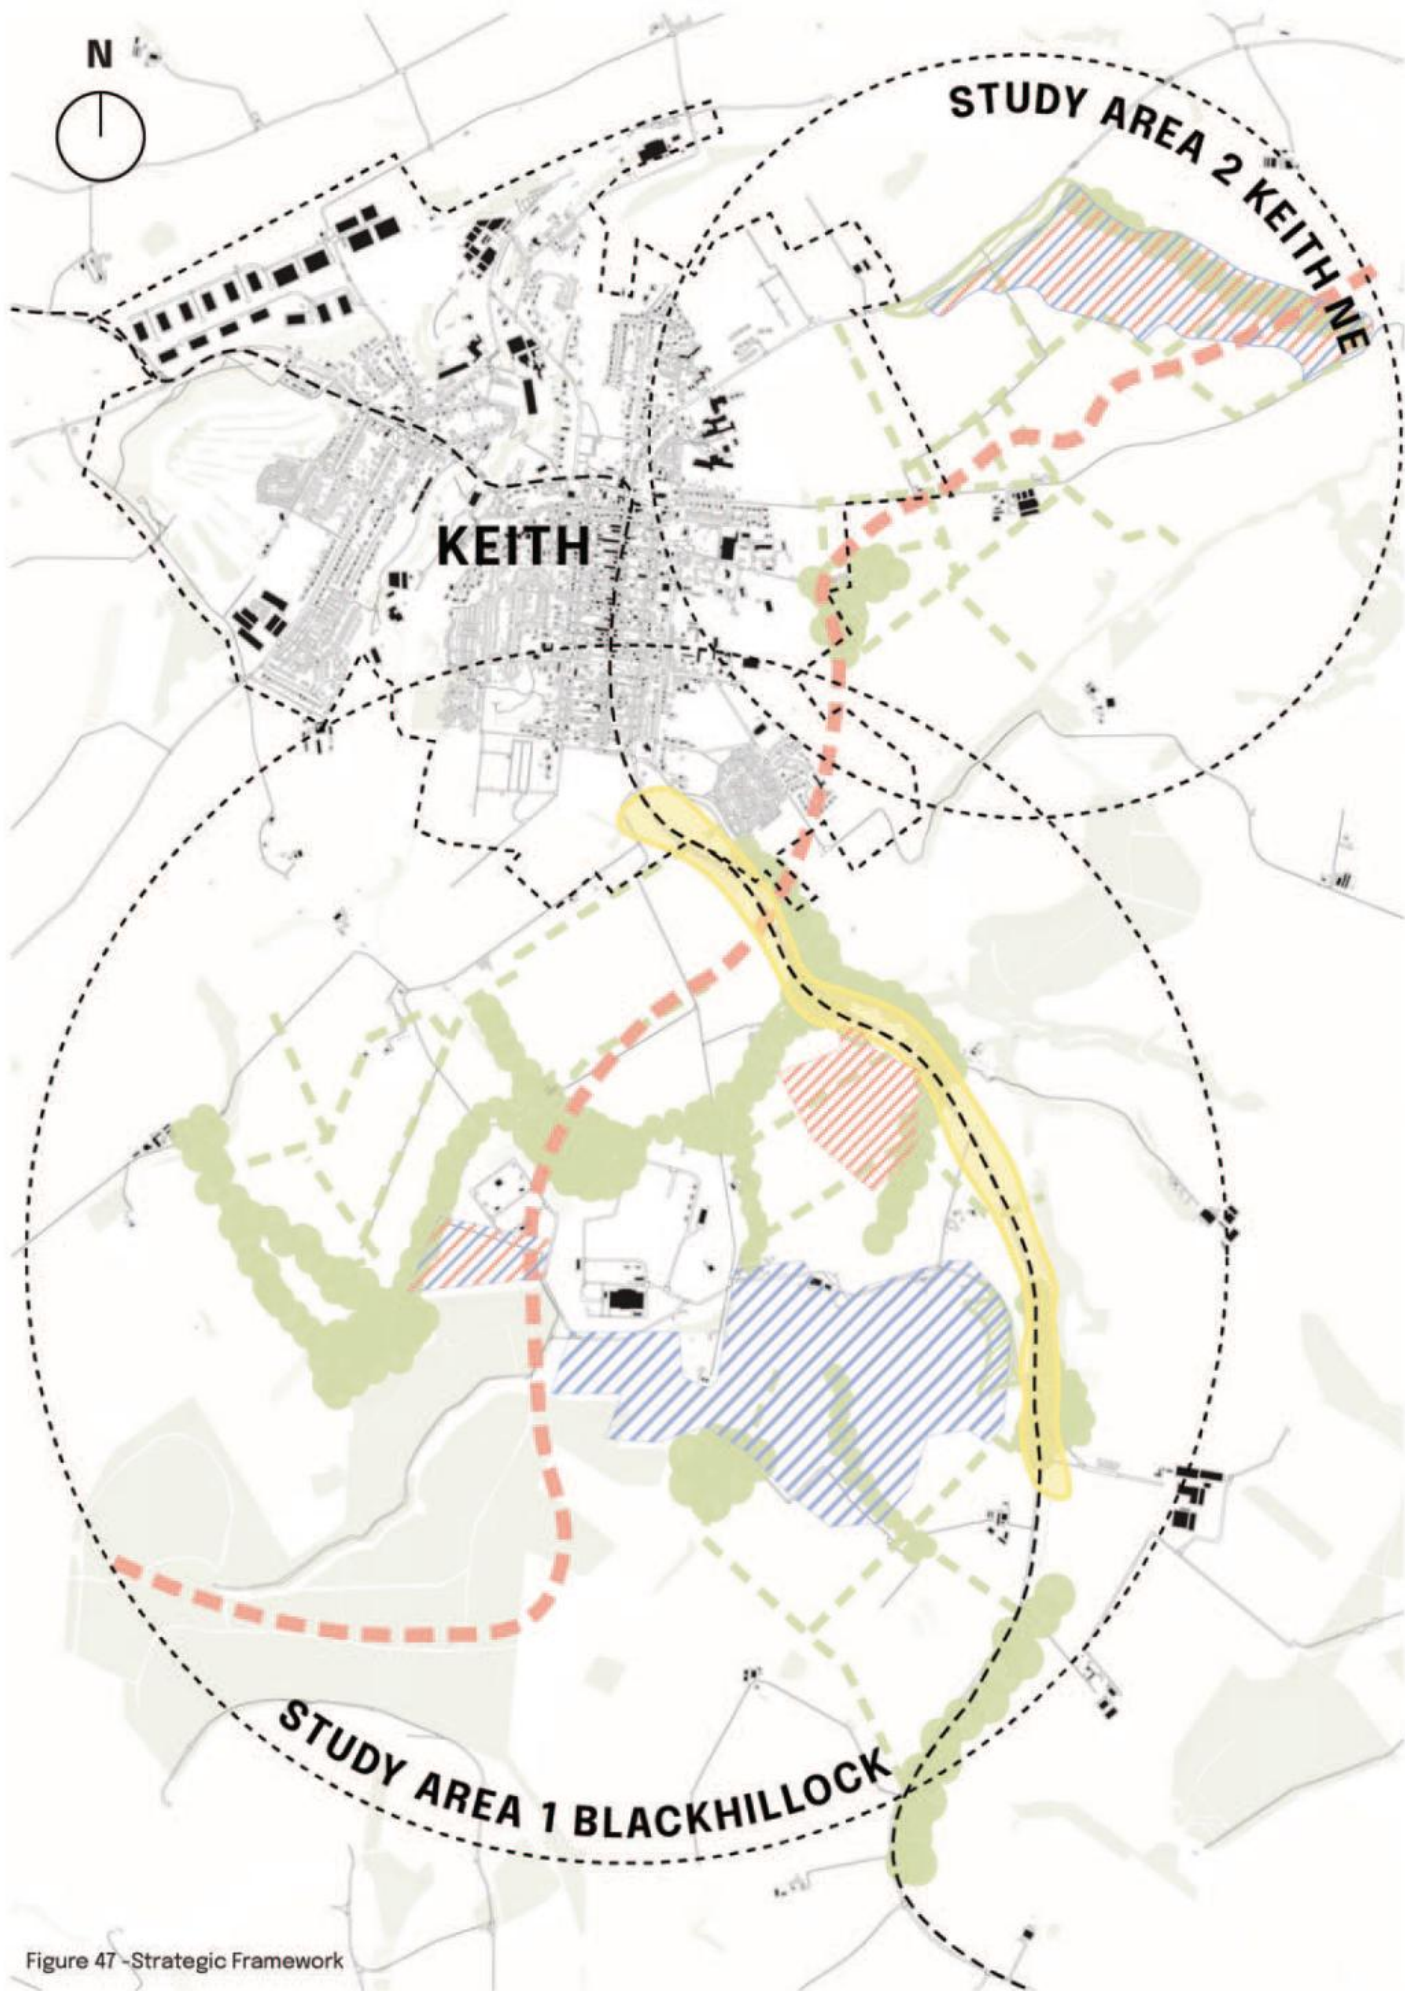 N
STUDY AREA 2 KEITH NE
KEITH
STUDY AREA 1 BLACKHILLOCK
Figure 47 -Strategic Framework